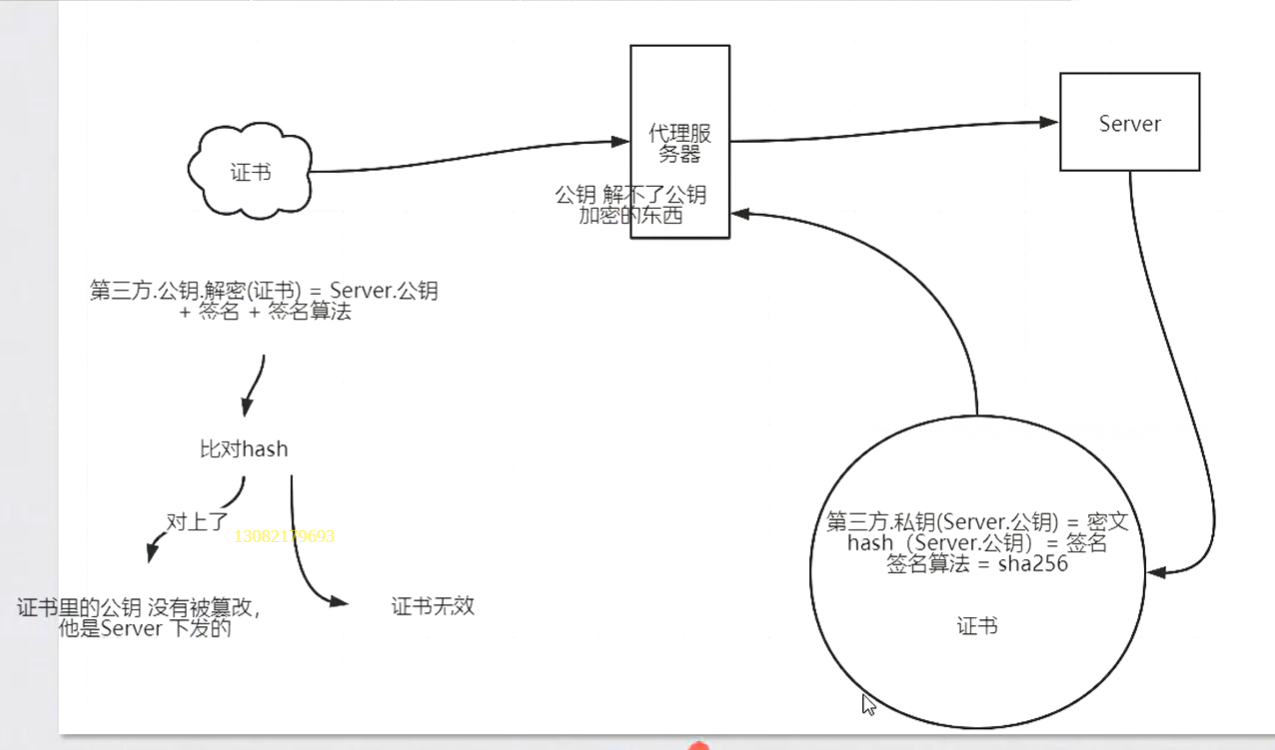 证书
代理服
务器
Server
公钥 解不了公钥
加密的东西
第三方.公钥.解密(证书) = Server.公钥
+ 签名 + 签名算法
比对hash
对上了
13082179693
证书里的公钥 没有被篡改，
他是Server 下发的
证书无效
第三方.私钥(Server.公钥) = 密文
hash（Server.公钥）= 签名
签名算法 = sha256
证书